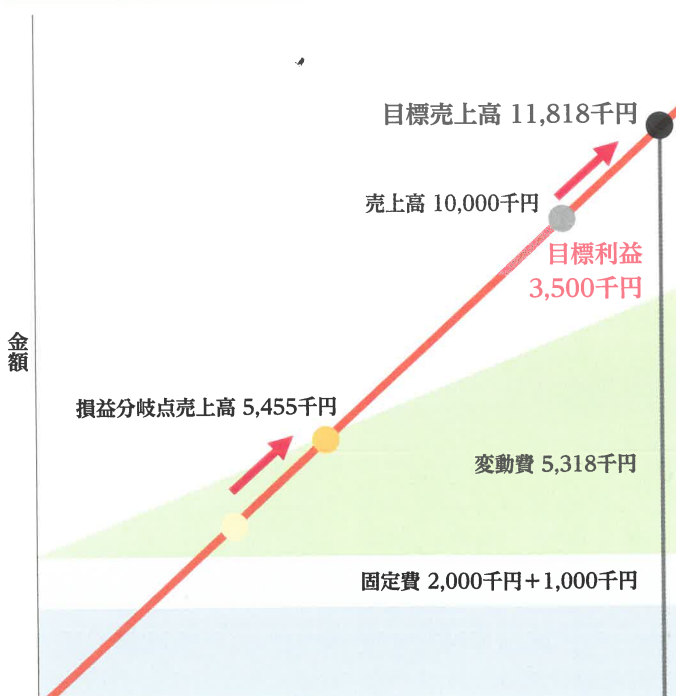 目標売上高 11,818千円
売上高 10,000千円
目標利益
3,500千円
金額
損益分岐点売上高 5,455千円
変動費 5,318千円
固定費 2,000千円+1,000千円